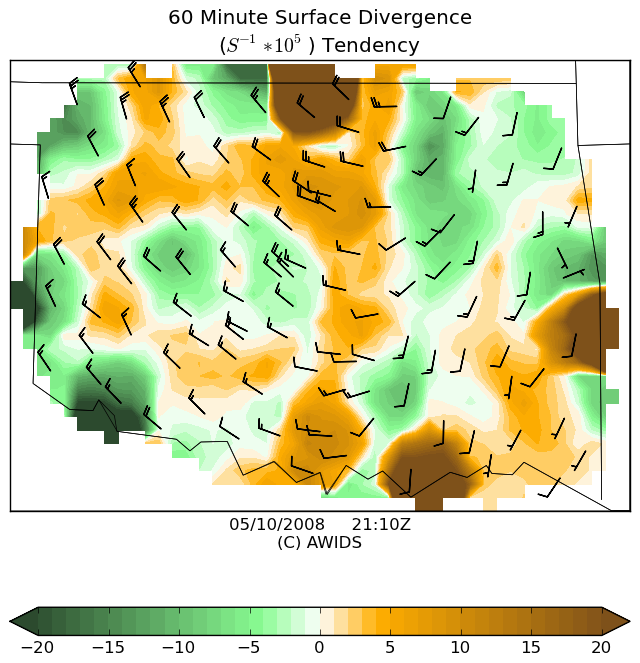 60 Minute Surface Divergence
(S⁻¹ * 10⁵ ) Tendency
05/10/2008 21:10Z
(C) AWIDS
−20 −15 −10 −5 0 5 10 15 20